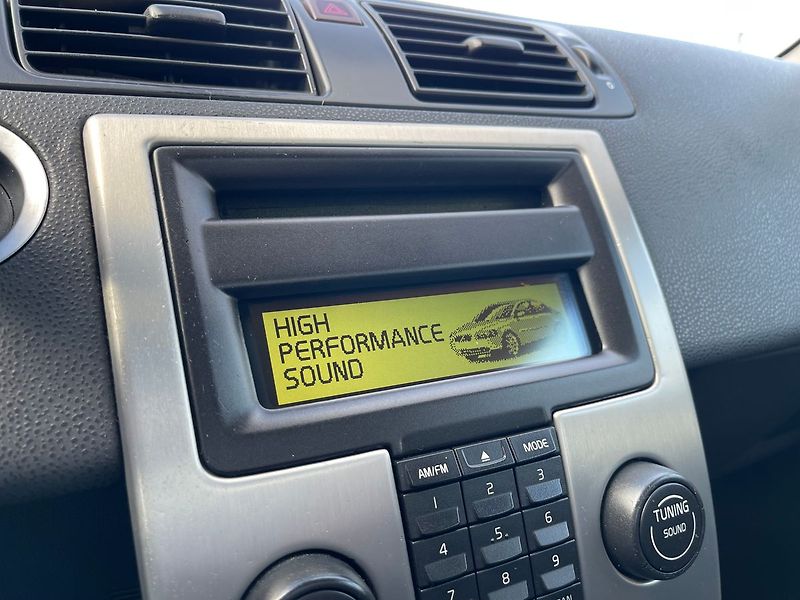 HIGH
PERFORMANCE
SOUND
AM/FM
MODE
1
2
3
4
5
6
7
8
9
TUNING
SOUND